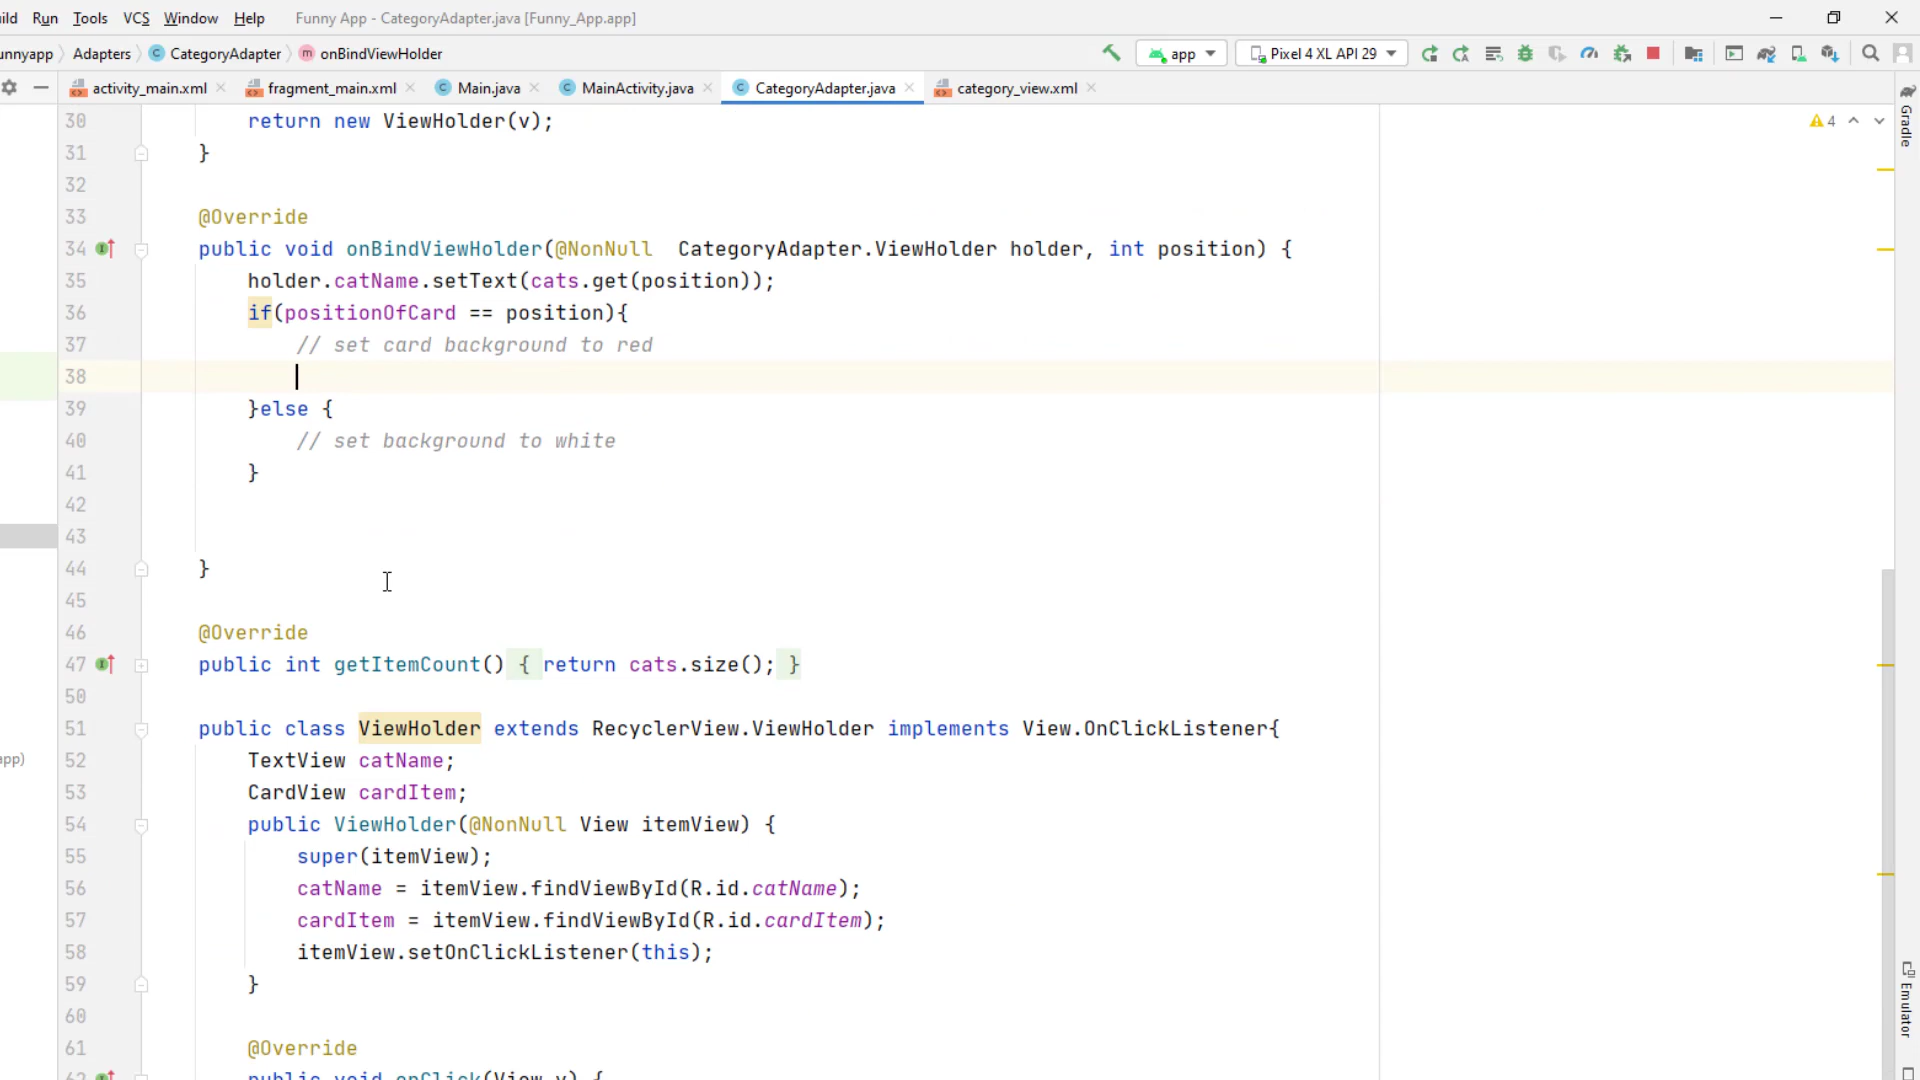 ild Run Tools VCS Window Help Funny App - CategoryAdapter.java [Funny_App.app]
unnyapp Adapters CategoryAdapter onBindViewHolder app Pixel 4 XL API 29
activity_main.xml fragment_main.xml Main.java MainActivity.java CategoryAdapter.java category_view.xml
4
Gradle
30 return new ViewHolder(v);
31 }
32
33 @Override
34 public void onBindViewHolder(@NonNull CategoryAdapter.ViewHolder holder, int position) {
35 holder.catName.setText(cats.get(position));
36 if(positionOfCard == position){
37 // set card background to red
38
39 }else {
40 // set background to white
41 }
42
43
44 }
45
46 @Override
47 public int getItemCount() { return cats.size(); }
50
51 public class ViewHolder extends RecyclerView.ViewHolder implements View.OnClickListener{
52 TextView catName;
app)
53 CardView cardItem;
54 public ViewHolder(@NonNull View itemView) {
55 super(itemView);
56 catName = itemView.findViewById(R.id.catName);
57 cardItem = itemView.findViewById(R.id.cardItem);
58 itemView.setOnClickListener(this);
59 }
Emulator
60
61 @Override
62 public void onClick(View v) {